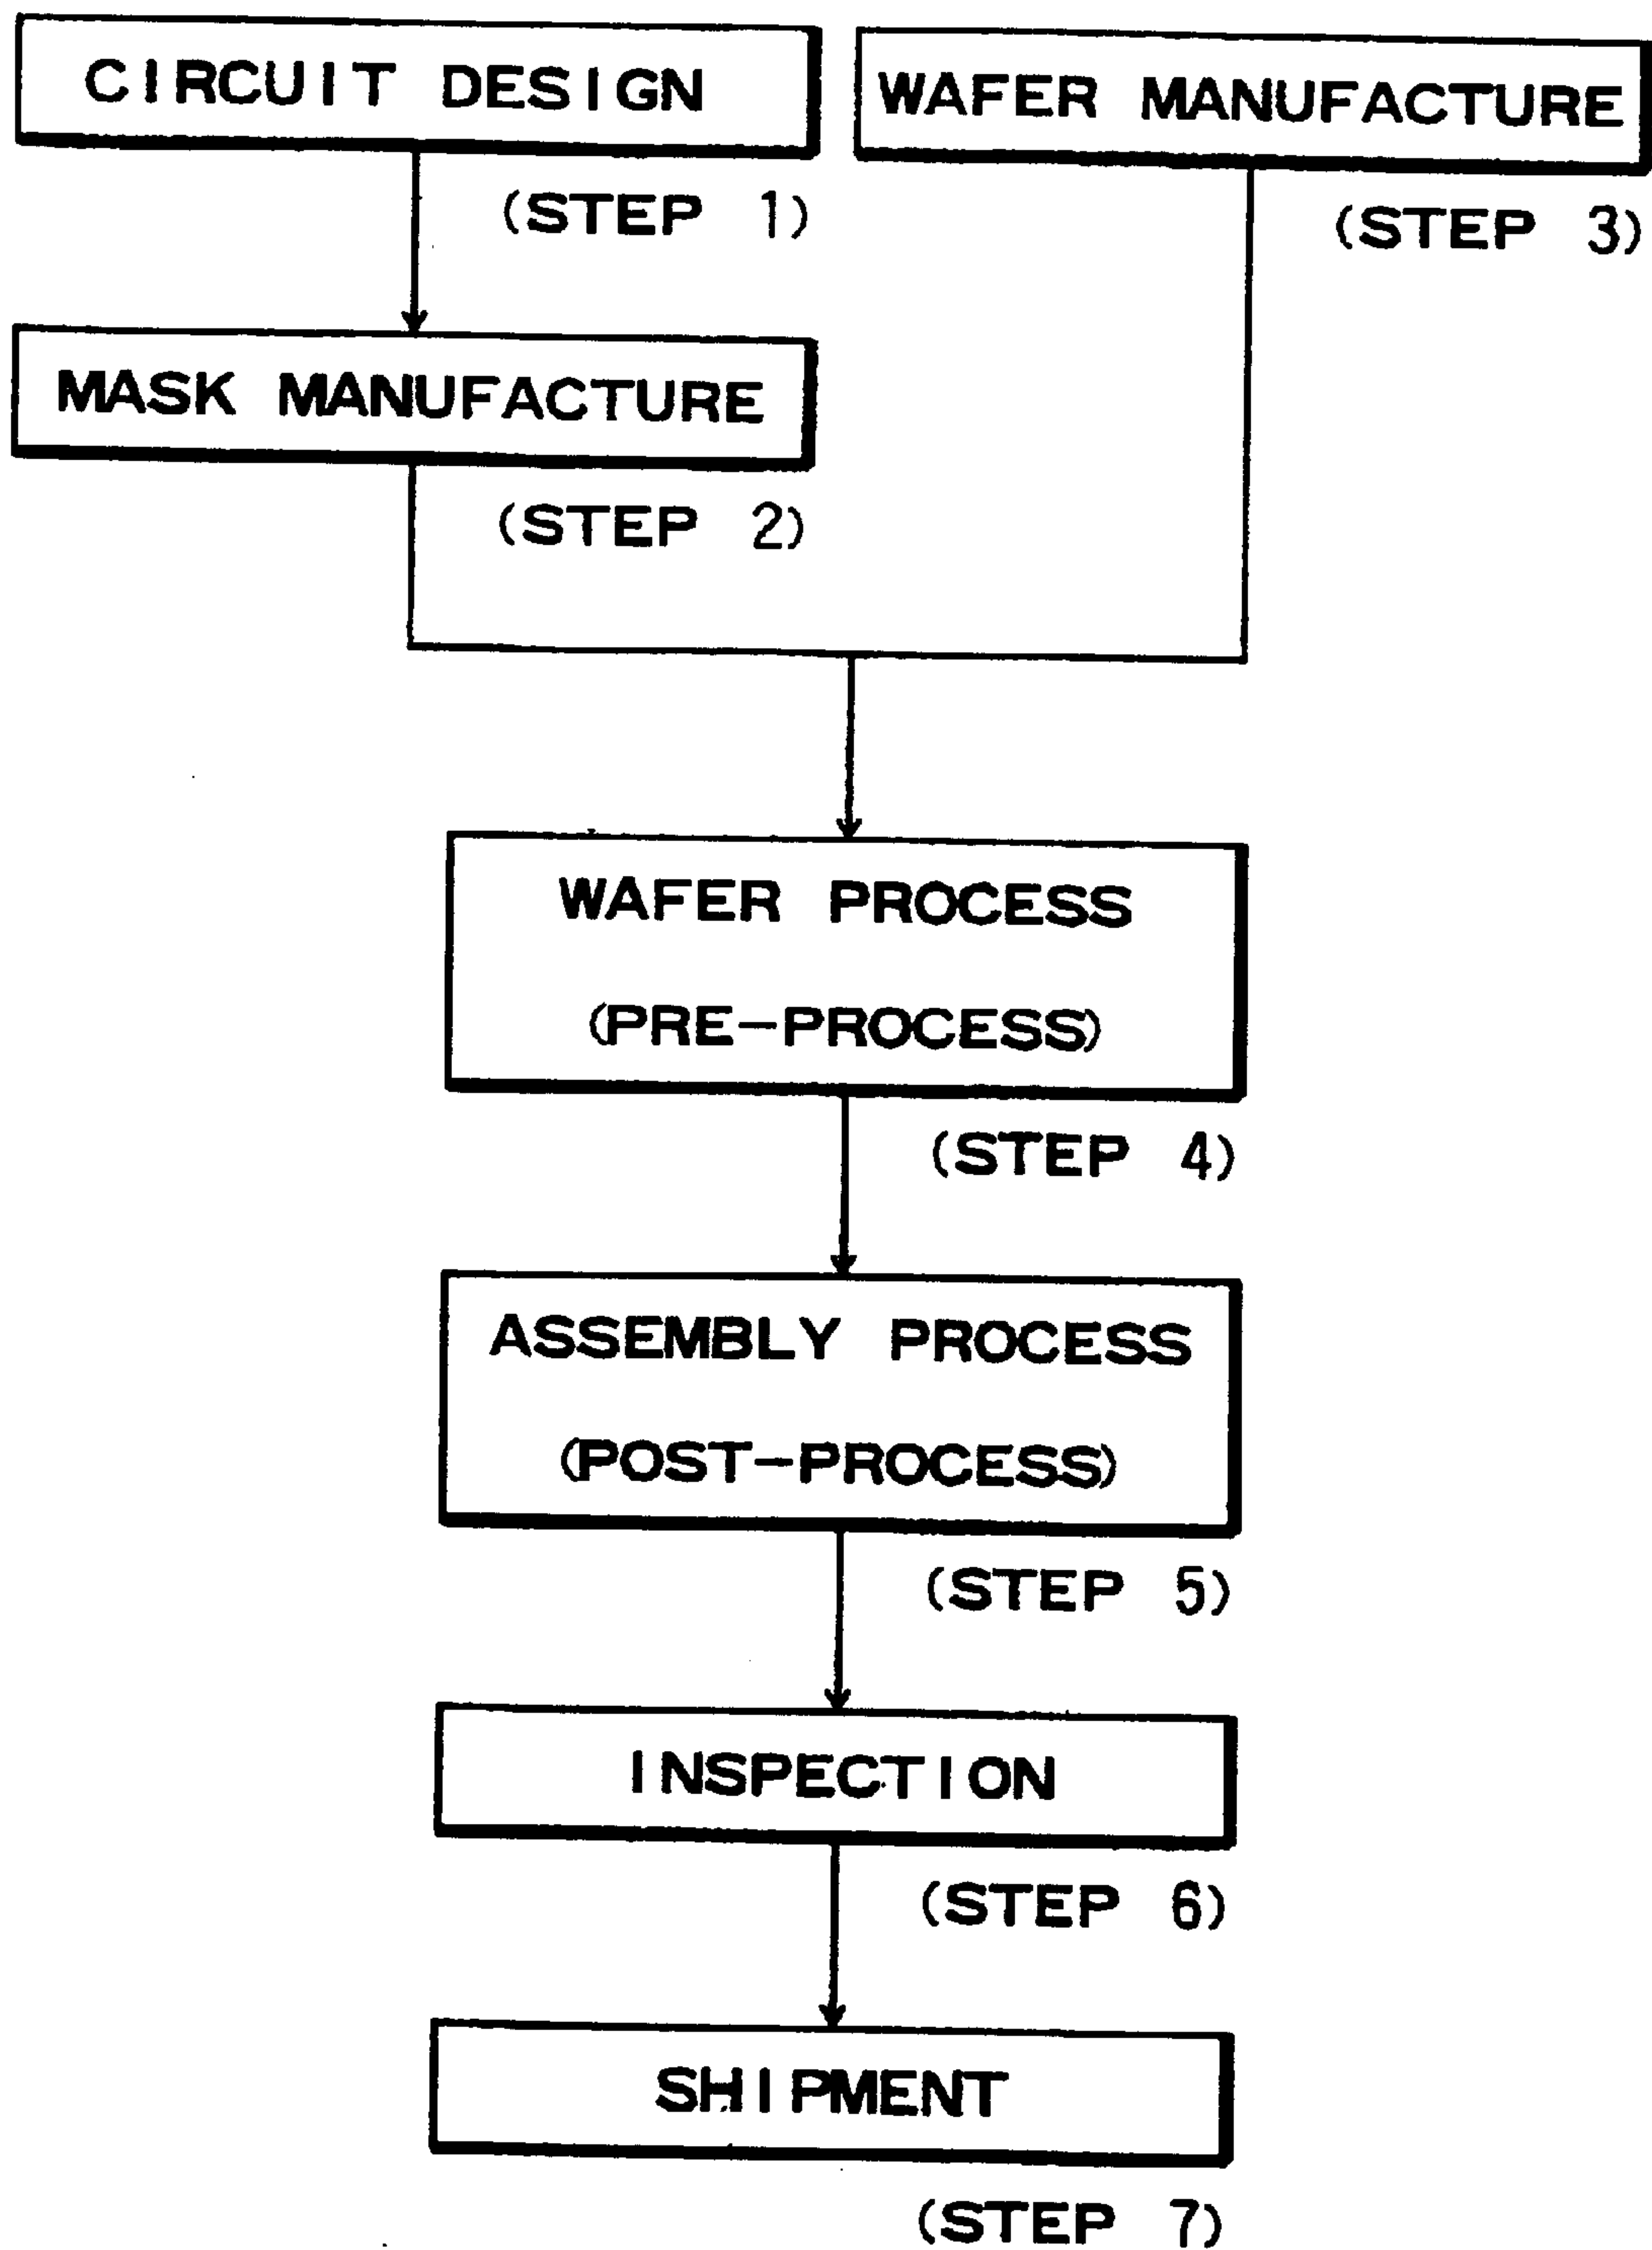 CIRCUIT DESIGN
(STEP 1)
WAFER MANUFACTURE
(STEP 3)
MASK MANUFACTURE
(STEP 2)
WAFER PROCESS
(PRE-PROCESS)
(STEP 4)
ASSEMBLY PROCESS
(POST-PROCESS)
(STEP 5)
INSPECTION
(STEP 6)
SHIPMENT
(STEP 7)